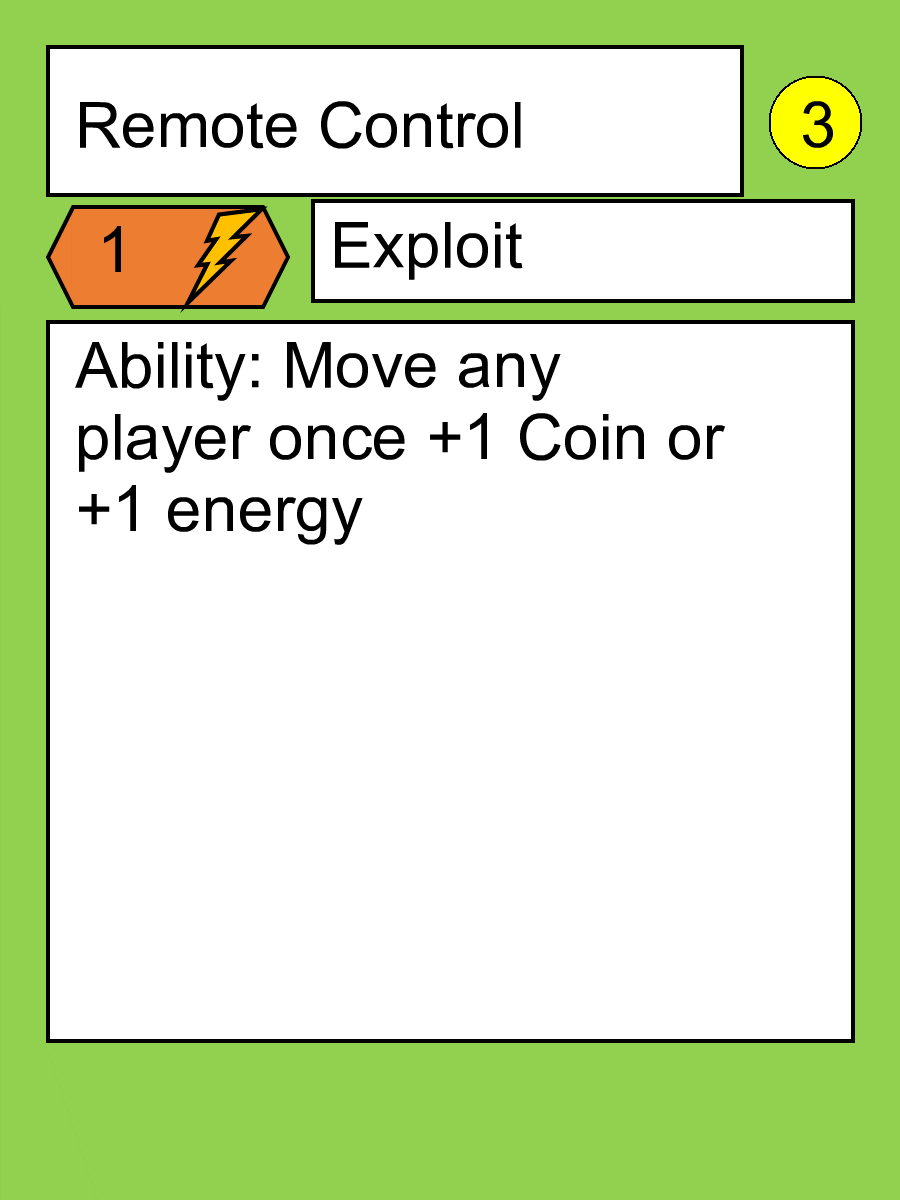 Remote Control
3
1
Exploit
Ability: Move any
player once +1 Coin or
+1 energy